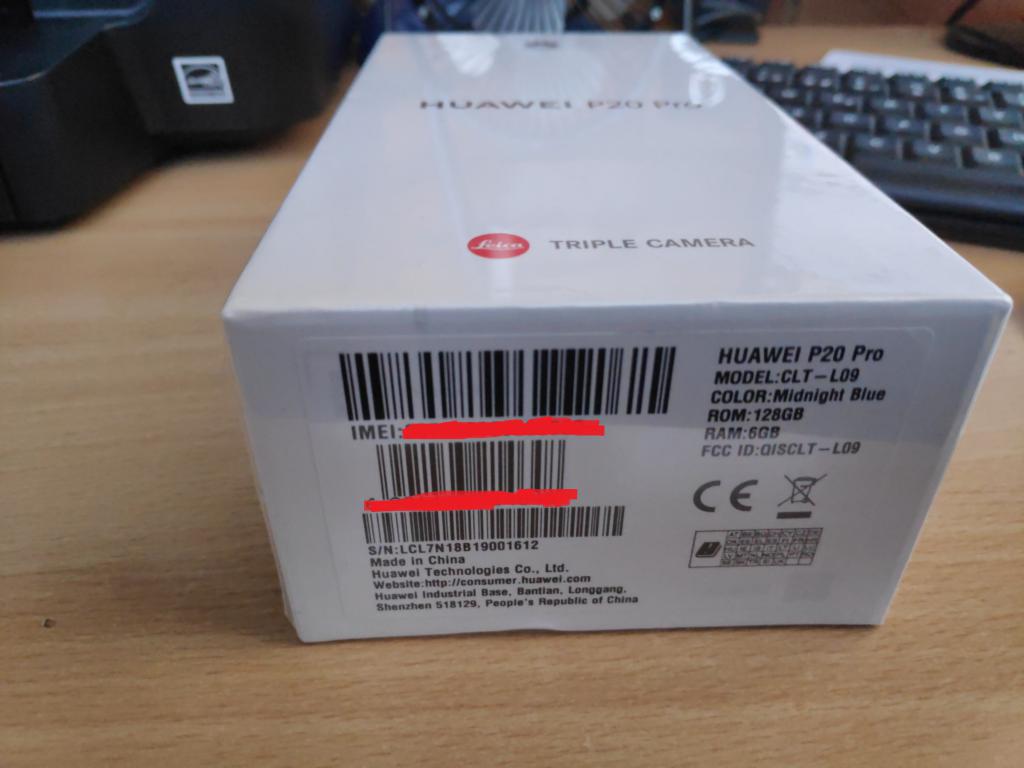 HUAWEI P20 Pro
Leica TRIPLE CAMERA
IMEI:
S/N:LCL7N18B19001612
Made in China
Huawei Technologies Co., Ltd.
Website:http://consumer.huawei.com
Huawei Industrial Base, Bantian, Longgang,
Shenzhen 518129, People's Republic of China
HUAWEI P20 Pro
MODEL:CLT-L09
COLOR:Midnight Blue
ROM:128GB
RAM:6GB
FCC ID:QISCLT-L09
CE